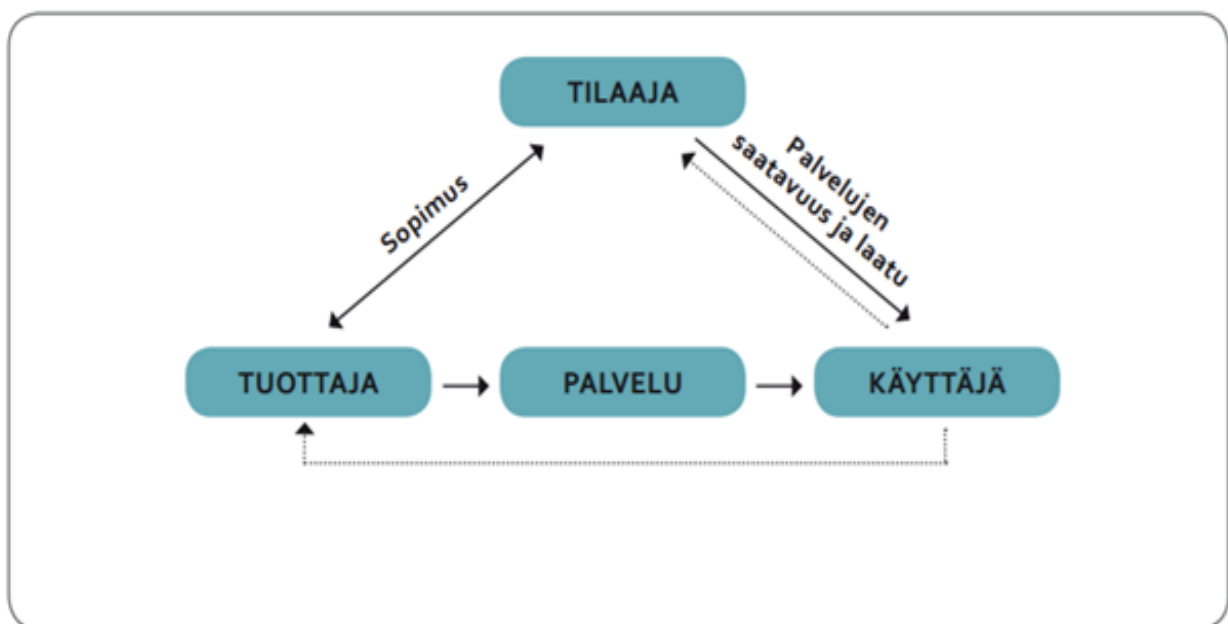 TILAAJA
Sopimus
Palvelujen
saatavuus ja laatu
TUOTTAJA
PALVELU
KÄYTTÄJÄ